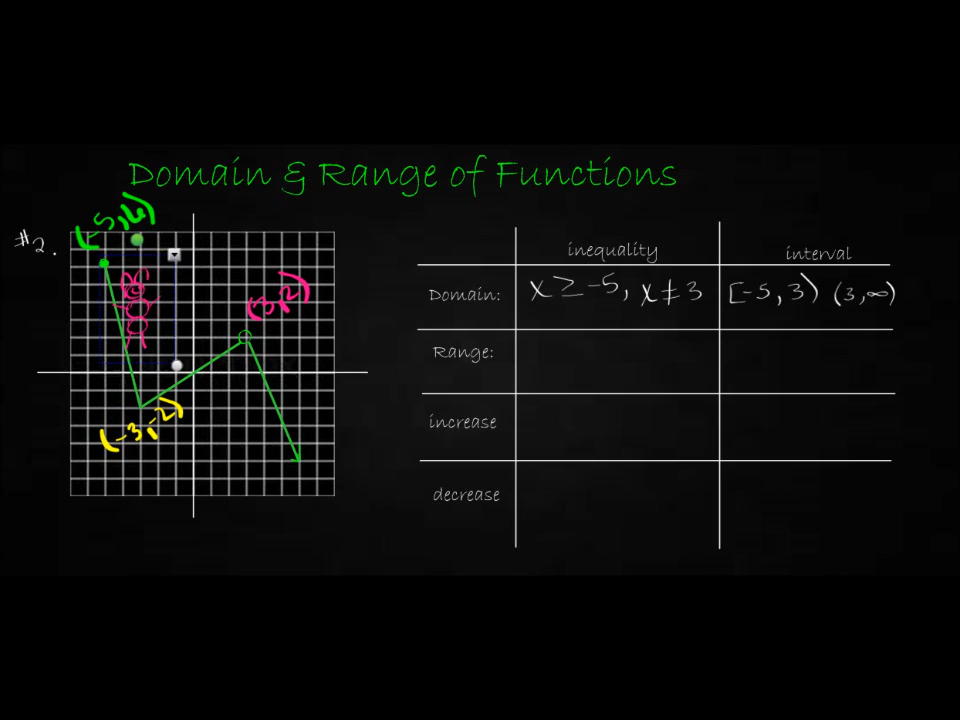 Domain & Range of Functions
#2.
(-5,6)
(3,2)
(-3,-2)
inequality interval
Domain: x ≥ -5, x ≠ 3 [-5,3) (3,∞)
Range:
increase
decrease